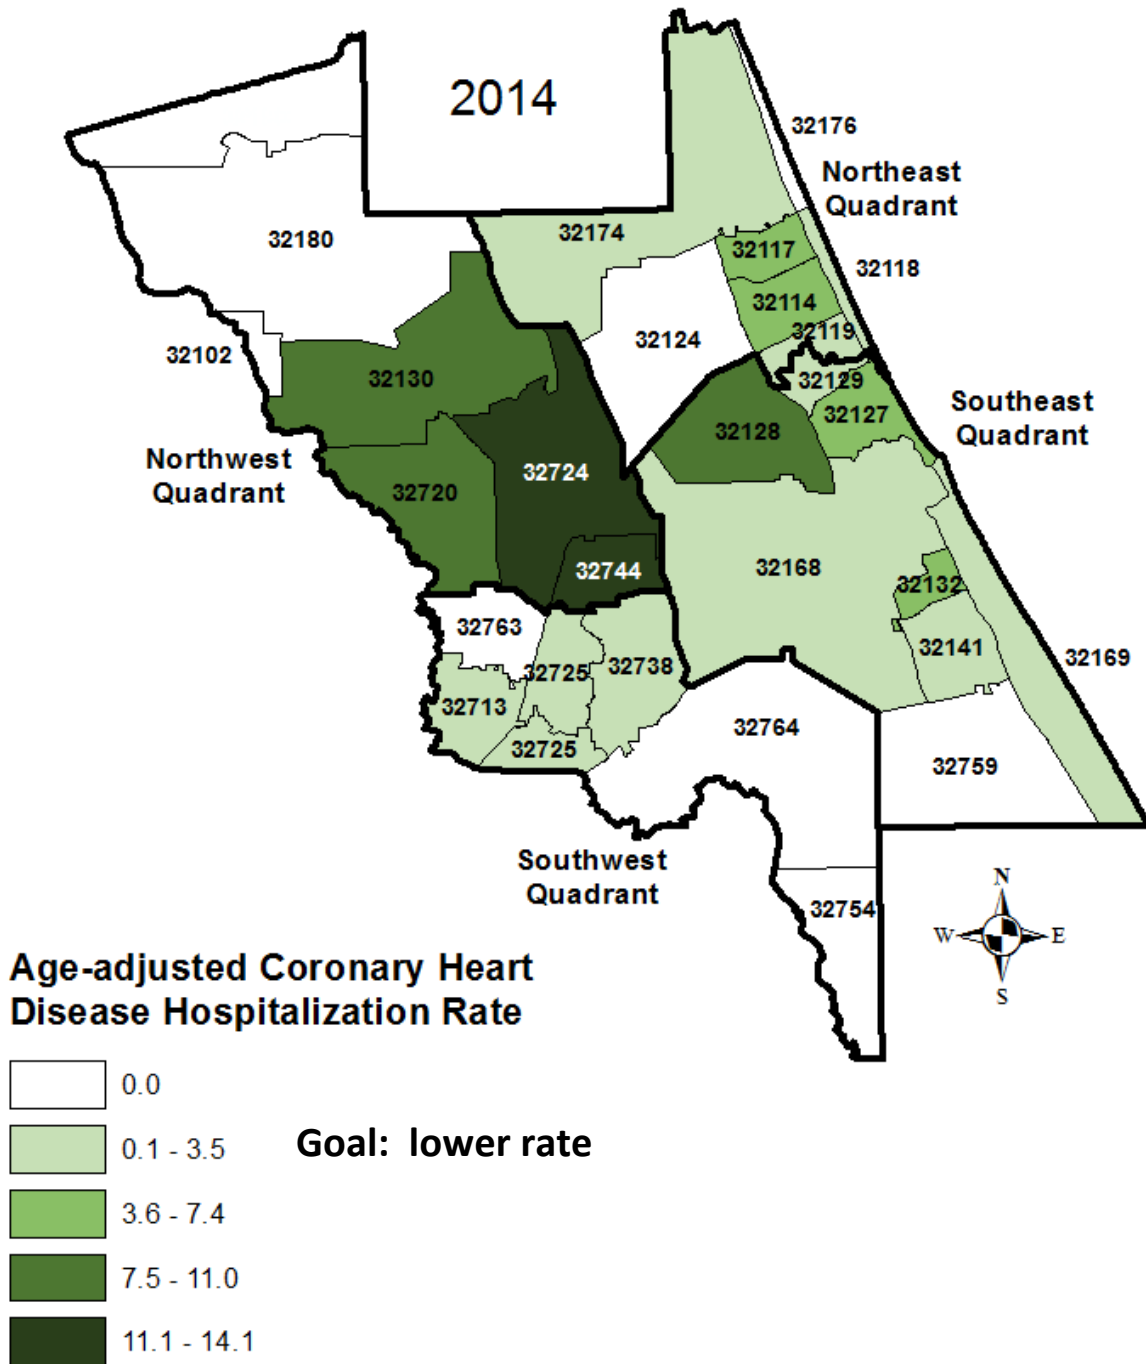 2014
32176
Northeast
Quadrant
32174
32180
32117
32118
32114
32119
32124
32102
32130
32129
32127
Southeast
Quadrant
32128
Northwest
Quadrant
32724
32720
32744
32168
32132
32763
32141
32169
32725
32738
32713
32764
32725
32759
Southwest
Quadrant
N
W E
S
32754
Age-adjusted Coronary Heart
Disease Hospitalization Rate
0.0
0.1 - 3.5
Goal: lower rate
3.6 - 7.4
7.5 - 11.0
11.1 - 14.1